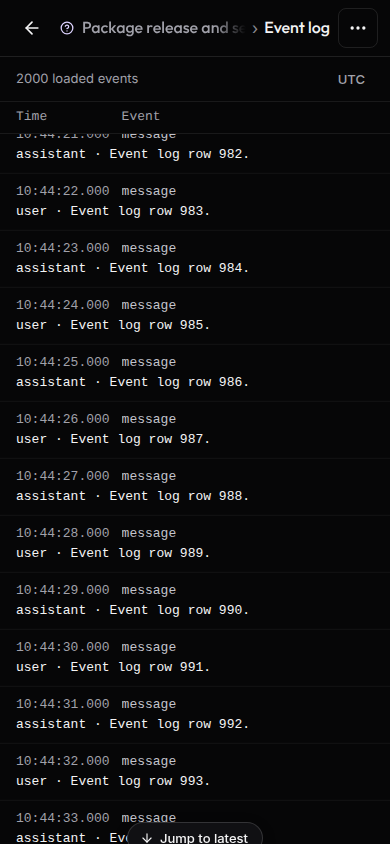 Package release and se › Event log
2000 loaded events UTC
Time Event
10:44:21.000 message
assistant · Event log row 982.
10:44:22.000 message
user · Event log row 983.
10:44:23.000 message
assistant · Event log row 984.
10:44:24.000 message
user · Event log row 985.
10:44:25.000 message
assistant · Event log row 986.
10:44:26.000 message
user · Event log row 987.
10:44:27.000 message
assistant · Event log row 988.
10:44:28.000 message
user · Event log row 989.
10:44:29.000 message
assistant · Event log row 990.
10:44:30.000 message
user · Event log row 991.
10:44:31.000 message
assistant · Event log row 992.
10:44:32.000 message
user · Event log row 993.
10:44:33.000 message
assistant · Ev
Jump to latest